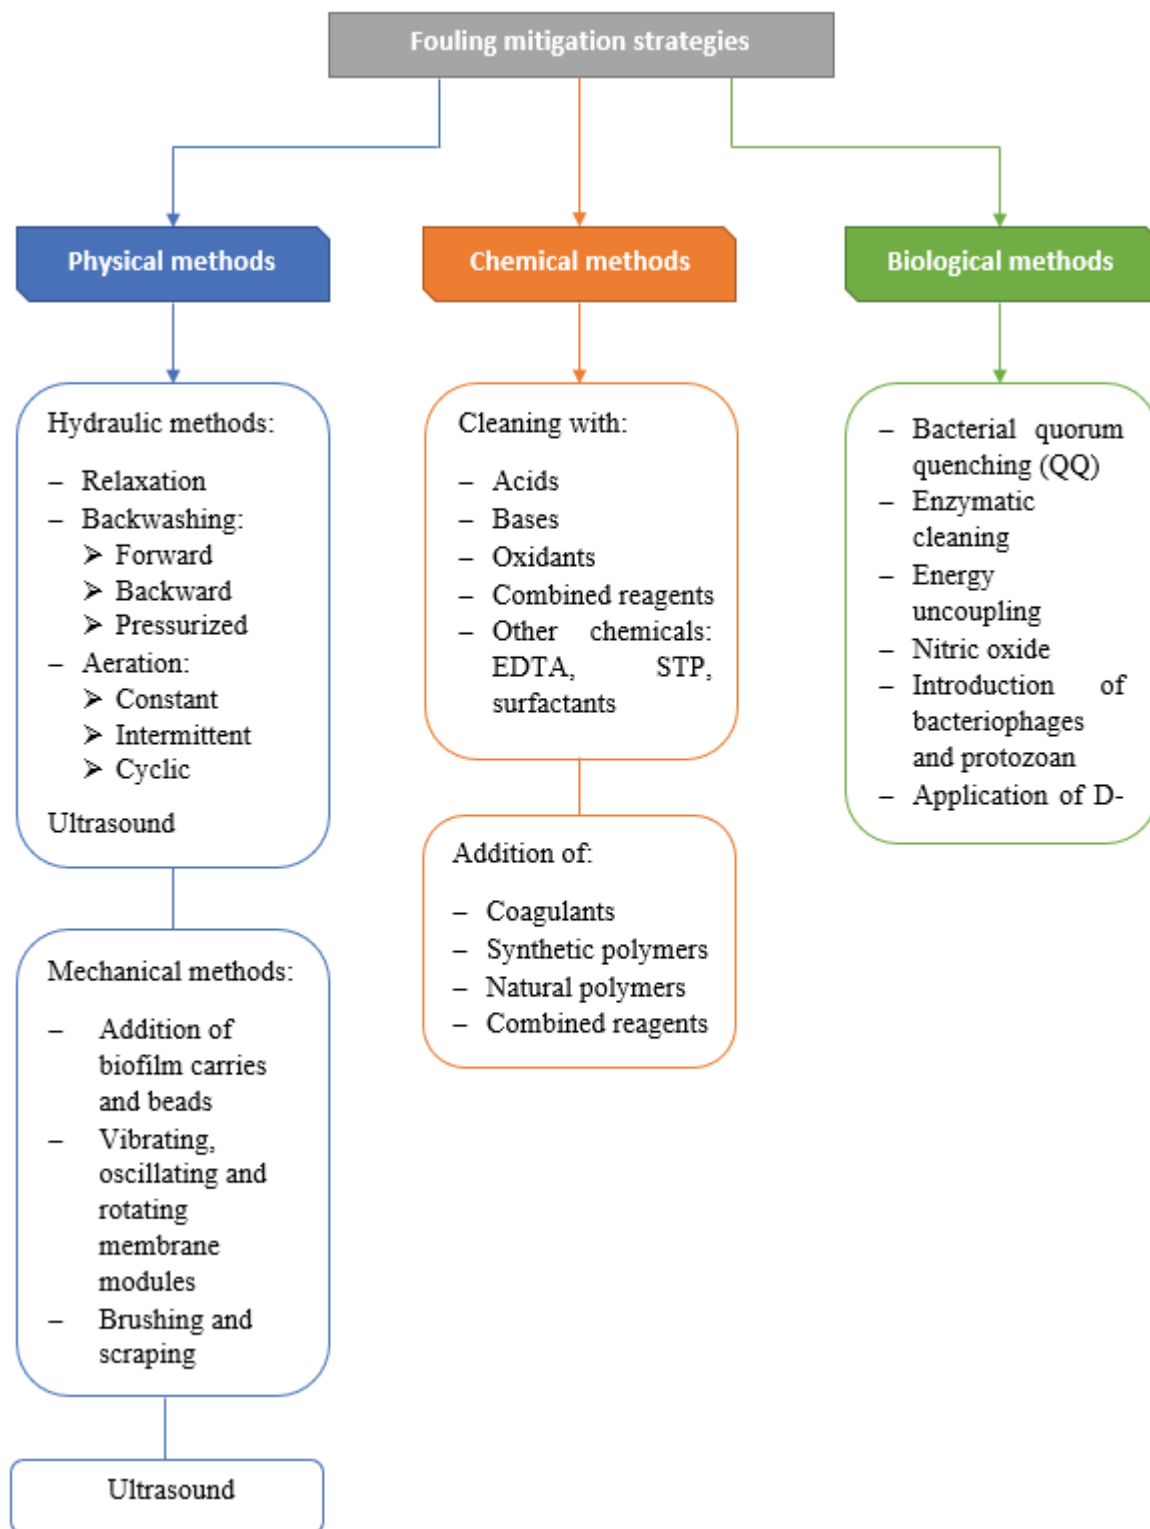 Fouling mitigation strategies
Physical methods
Hydraulic methods:
– Relaxation
– Backwashing:
➢ Forward
➢ Backward
➢ Pressurized
– Aeration:
➢ Constant
➢ Intermittent
➢ Cyclic
Ultrasound
Mechanical methods:
– Addition of
biofilm carries
and beads
– Vibrating,
oscillating and
rotating
membrane
modules
– Brushing and
scraping
Ultrasound
Chemical methods
Cleaning with:
– Acids
– Bases
– Oxidants
– Combined reagents
– Other chemicals:
EDTA, STP,
surfactants
Addition of:
– Coagulants
– Synthetic polymers
– Natural polymers
– Combined reagents
Biological methods
– Bacterial quorum
quenching (QQ)
– Enzymatic
cleaning
– Energy
uncoupling
– Nitric oxide
– Introduction of
bacteriophages
and protozoan
– Application of D-